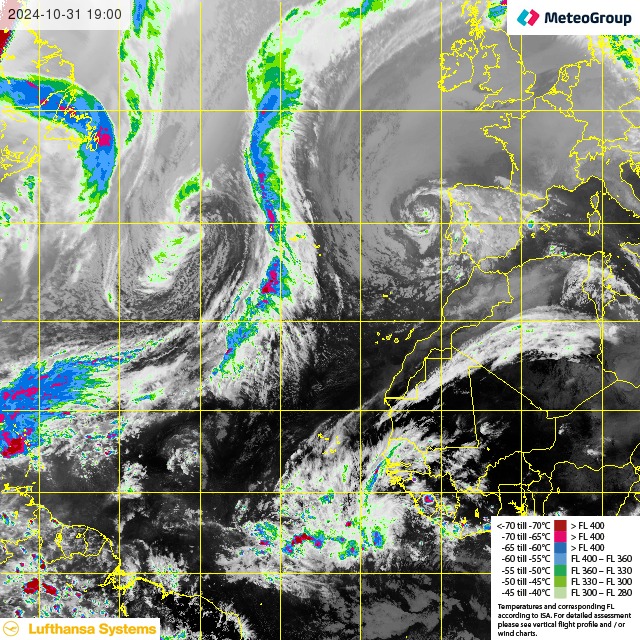 2024-10-31 19:00
MeteoGroup
<-70 till -70°C > FL 400
-70 till -65°C > FL 400
-65 till -60°C > FL 400
-60 till -55°C FL 400 – FL 360
-55 till -50°C FL 360 – FL 330
-50 till -45°C FL 330 – FL 300
-45 till -40°C FL 300 – FL 280
Temperatures and corresponding FL
according to ISA. For detailed assessment
please see vertical flight profile and / or
wind charts.
Lufthansa Systems